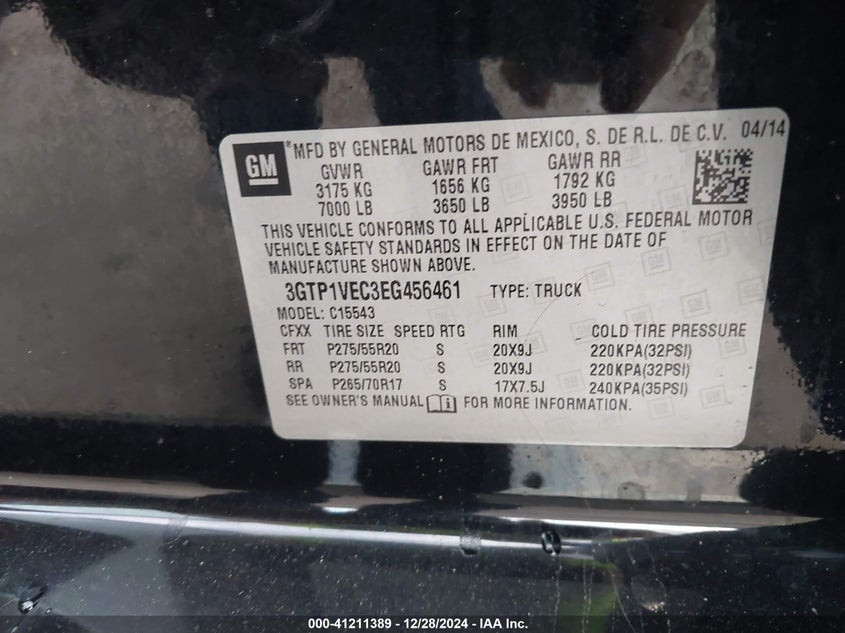 GM ® MFD BY GENERAL MOTORS DE MEXICO, S. DE R.L. DE C.V. 04/14
GVWR GAWR FRT GAWR RR
3175 KG 1656 KG 1792 KG
7000 LB 3650 LB 3950 LB
THIS VEHICLE CONFORMS TO ALL APPLICABLE U.S. FEDERAL MOTOR
VEHICLE SAFETY STANDARDS IN EFFECT ON THE DATE OF
MANUFACTURE SHOWN ABOVE.
3GTP1VEC3EG456461 TYPE: TRUCK
MODEL: C15543
CFXX TIRE SIZE SPEED RTG RIM COLD TIRE PRESSURE
FRT P275/55R20 S 20X9J 220KPA(32PSI)
RR P275/55R20 S 20X9J 220KPA(32PSI)
SPA P265/70R17 S 17X7.5J 240KPA(35PSI)
SEE OWNER'S MANUAL FOR MORE INFORMATION.
000-41211389 / 12/28/2024 - IAA Inc.